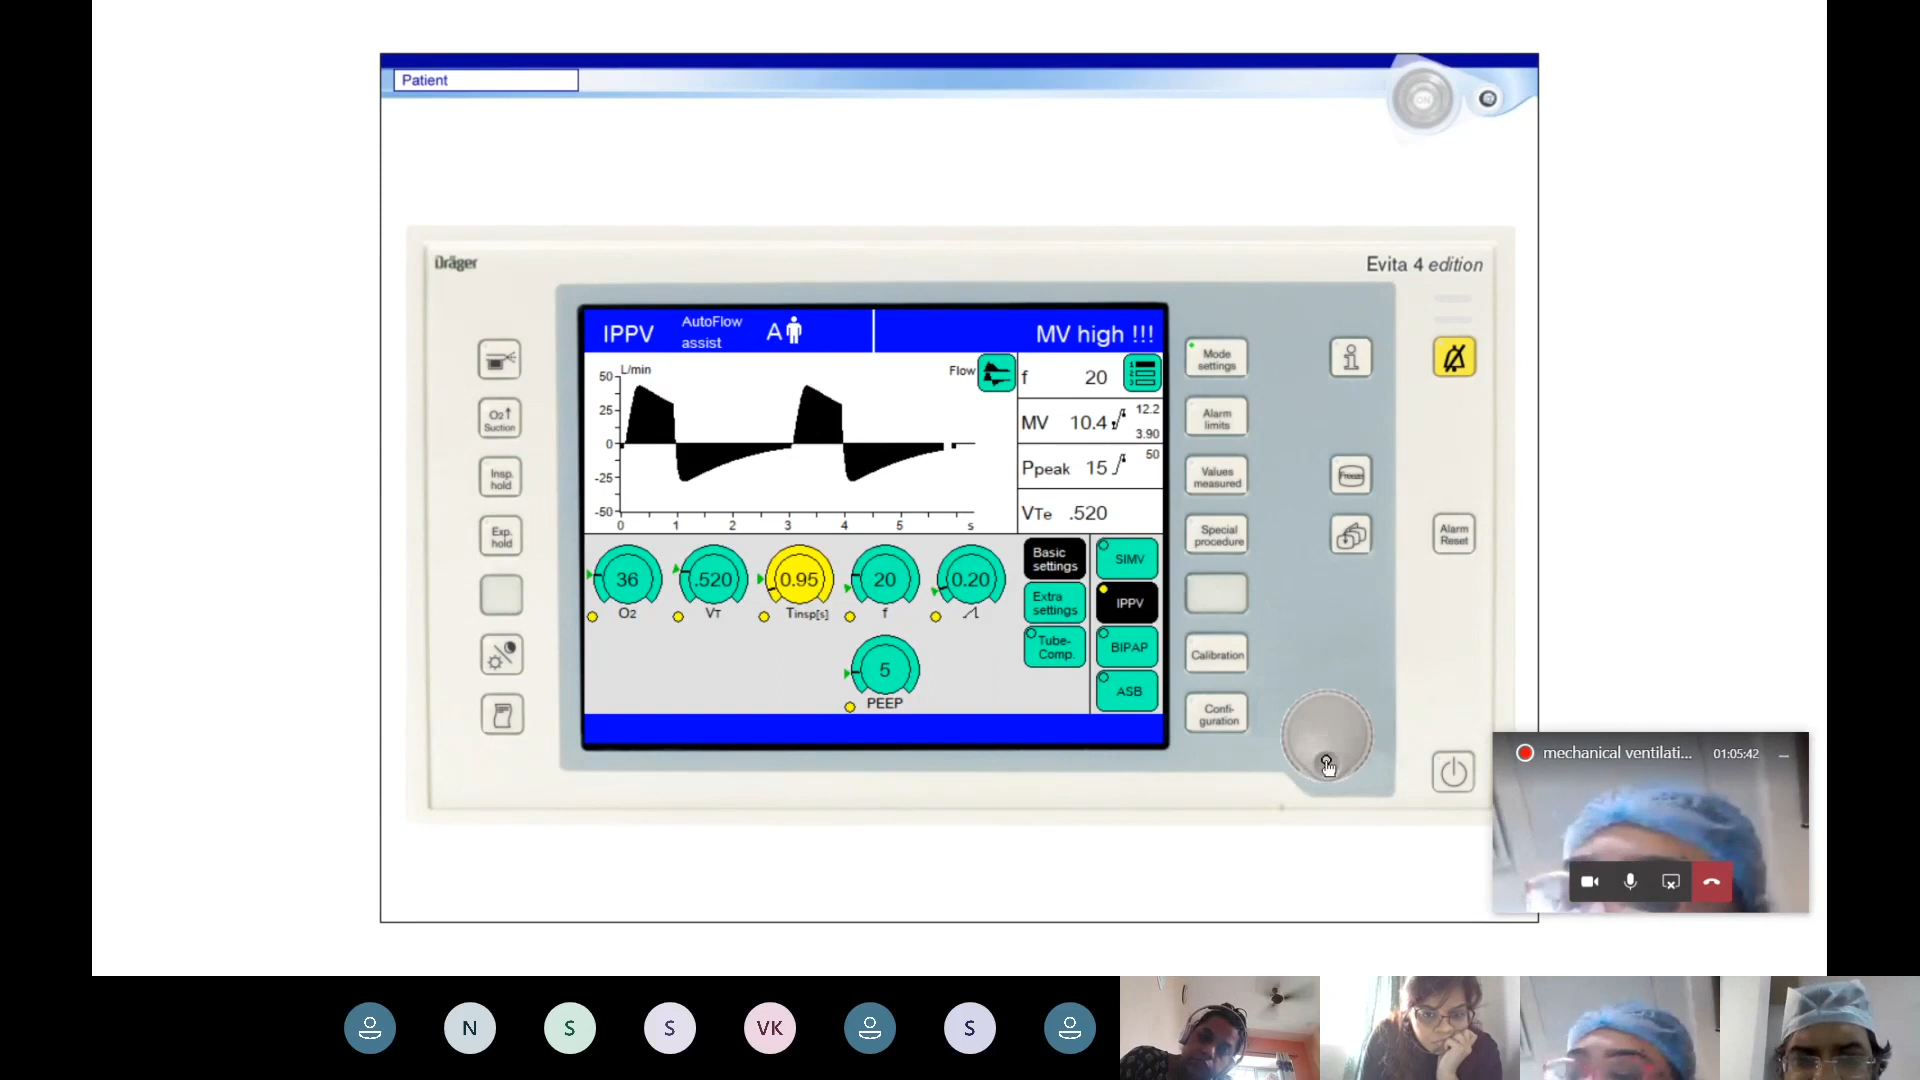 Patient
ON
Dräger
Evita 4 edition
IPPV
AutoFlow
assist
A
MV high !!!
L/min
Flow
50
25
0
-25
-50
0 1 2 3 4 5 s
f 20
MV 10.4
12.2
3.90
Ppeak 15
50
VTe .520
36
O2
.520
VT
0.95
Tinsp[s]
20
f
0.20
5
PEEP
Basic
settings
Extra
settings
Tube-
Comp.
SIMV
IPPV
BIPAP
ASB
O2↑
Suction
Insp.
hold
Exp.
hold
Mode
settings
Alarm
limits
Values
measured
Special
procedure
Calibration
Confi-
guration
i
Freeze
Alarm
Reset
mechanical ventilati... 01:05:42
N
S
S
VK
S